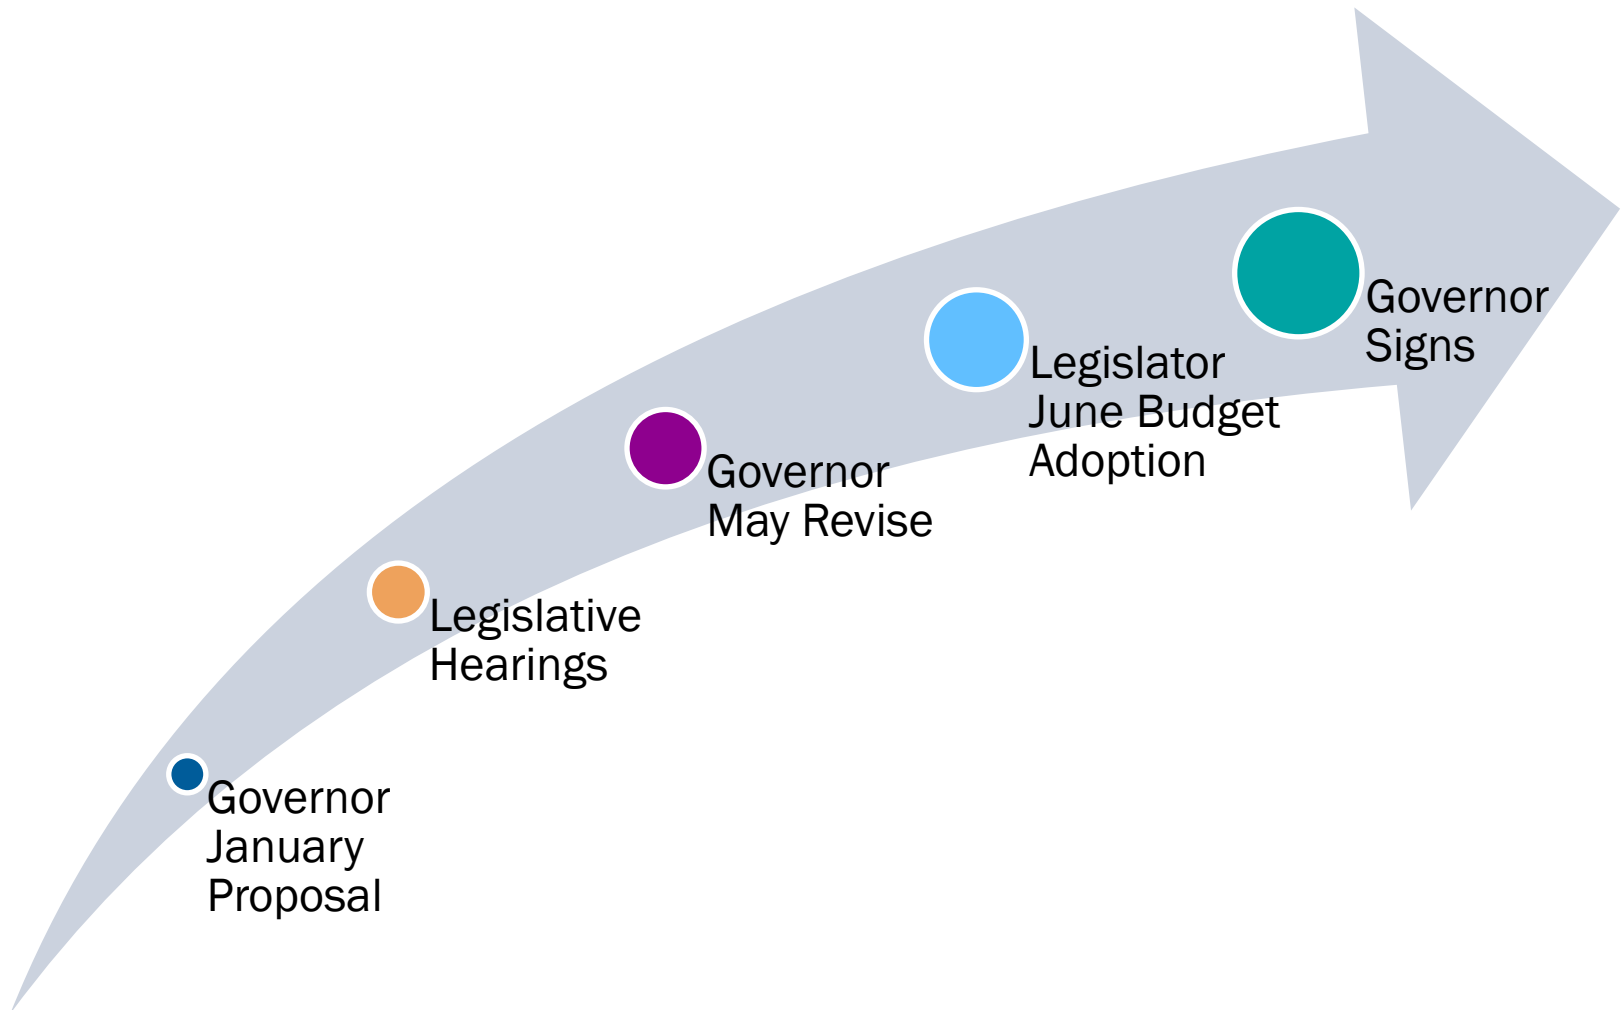 Governor
January
Proposal
Legislative
Hearings
Governor
May Revise
Legislator
June Budget
Adoption
Governor
Signs